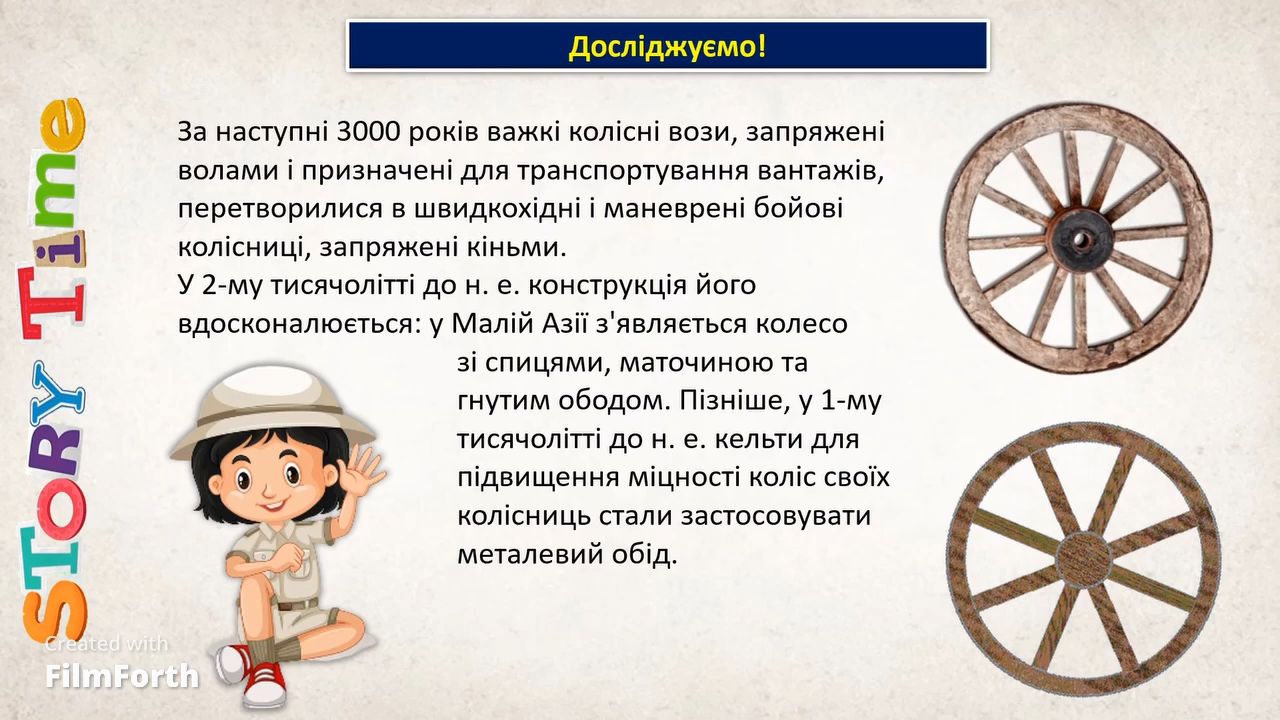 Досліджуємо!
За наступні 3000 років важкі колісні вози, запряжені
волами і призначені для транспортування вантажів,
перетворилися в швидкохідні і маневрені бойові
колісниці, запряжені кіньми.
У 2-му тисячолітті до н. е. конструкція його
вдосконалюється: у Малій Азії з'являється колесо
зі спицями, маточиною та
гнутим ободом. Пізніше, у 1-му
тисячолітті до н. е. кельти для
підвищення міцності коліс своїх
колісниць стали застосовувати
металевий обід.
STORY TIme
Created with
FilmForth